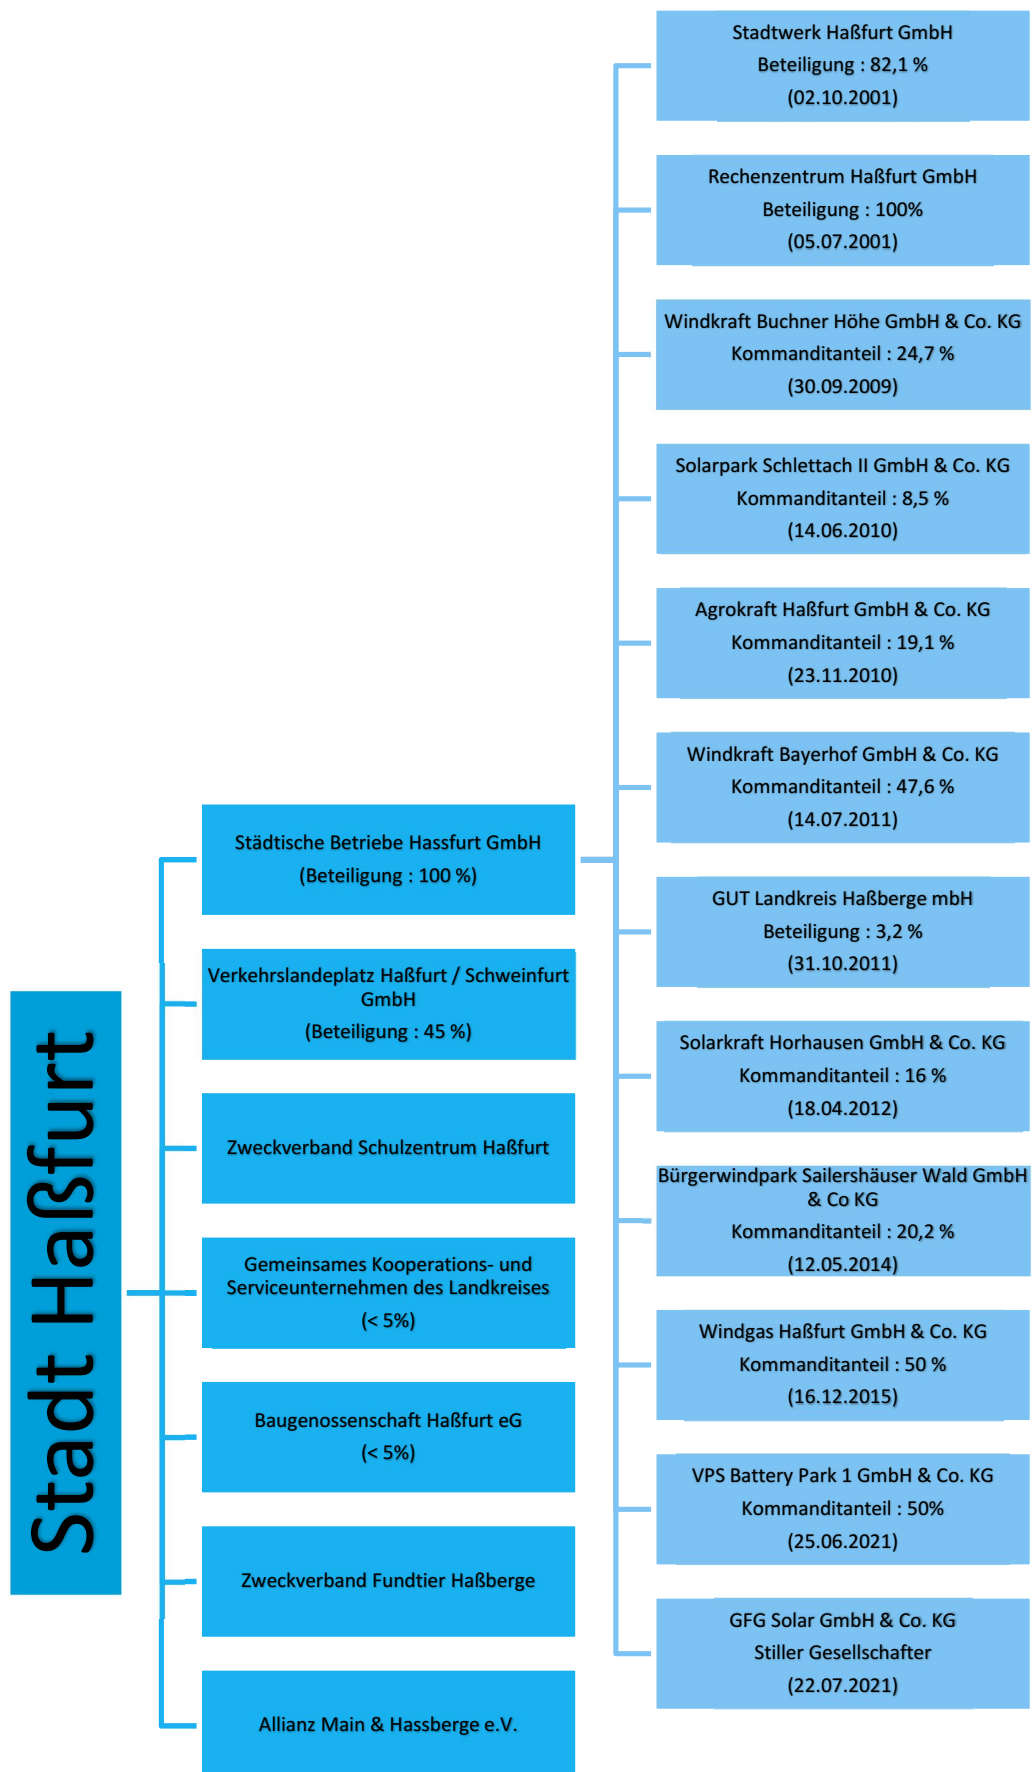 Stadt Haßfurt
Städtische Betriebe Hassfurt GmbH
(Beteiligung : 100 %)
Verkehrslandeplatz Haßfurt / Schweinfurt
GmbH
(Beteiligung : 45 %)
Zweckverband Schulzentrum Haßfurt
Gemeinsames Kooperations- und
Serviceunternehmen des Landkreises
(< 5%)
Baugenossenschaft Haßfurt eG
(< 5%)
Zweckverband Fundtier Haßberge
Allianz Main & Hassberge e.V.
Stadtwerk Haßfurt GmbH
Beteiligung : 82,1 %
(02.10.2001)
Rechenzentrum Haßfurt GmbH
Beteiligung : 100%
(05.07.2001)
Windkraft Buchner Höhe GmbH & Co. KG
Kommanditanteil : 24,7 %
(30.09.2009)
Solarpark Schlettach II GmbH & Co. KG
Kommanditanteil : 8,5 %
(14.06.2010)
Agrokraft Haßfurt GmbH & Co. KG
Kommanditanteil : 19,1 %
(23.11.2010)
Windkraft Bayerhof GmbH & Co. KG
Kommanditanteil : 47,6 %
(14.07.2011)
GUT Landkreis Haßberge mbH
Beteiligung : 3,2 %
(31.10.2011)
Solarkraft Horhausen GmbH & Co. KG
Kommanditanteil : 16 %
(18.04.2012)
Bürgerwindpark Sailershäuser Wald GmbH
& Co KG
Kommanditanteil : 20,2 %
(12.05.2014)
Windgas Haßfurt GmbH & Co. KG
Kommanditanteil : 50 %
(16.12.2015)
VPS Battery Park 1 GmbH & Co. KG
Kommanditanteil : 50%
(25.06.2021)
GFG Solar GmbH & Co. KG
Stiller Gesellschafter
(22.07.2021)